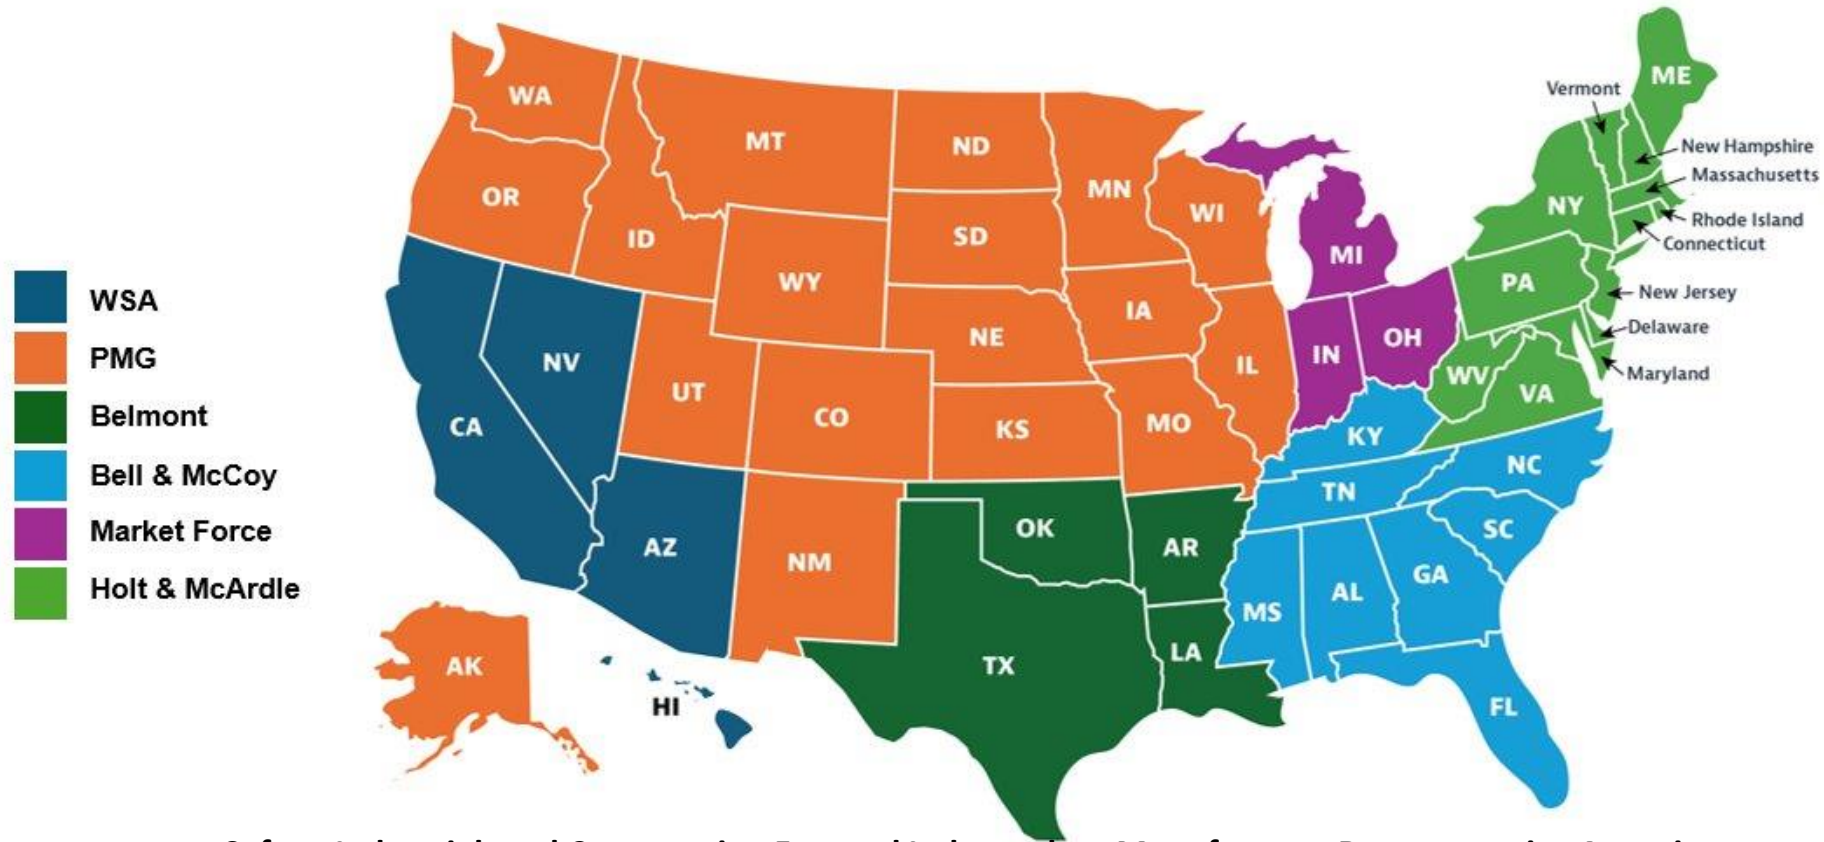 WSA
PMG
Belmont
Bell & McCoy
Market Force
Holt & McArdle
WA
OR
ID
MT
ND
SD
MN
WI
WY
NE
IA
IL
MI
IN
OH
NV
CA
UT
CO
KS
MO
KY
WV
VA
PA
NY
ME
Vermont
New Hampshire
Massachusetts
Rhode Island
Connecticut
New Jersey
Delaware
Maryland
AZ
NM
OK
AR
TN
NC
SC
MS
AL
GA
TX
LA
FL
AK
HI